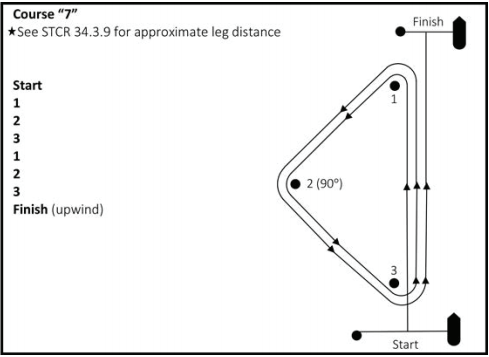 Course “7”
★See STCR 34.3.9 for approximate leg distance
Start
1
2
3
1
2
3
Finish (upwind)
Finish
1
2 (90°)
3
Start